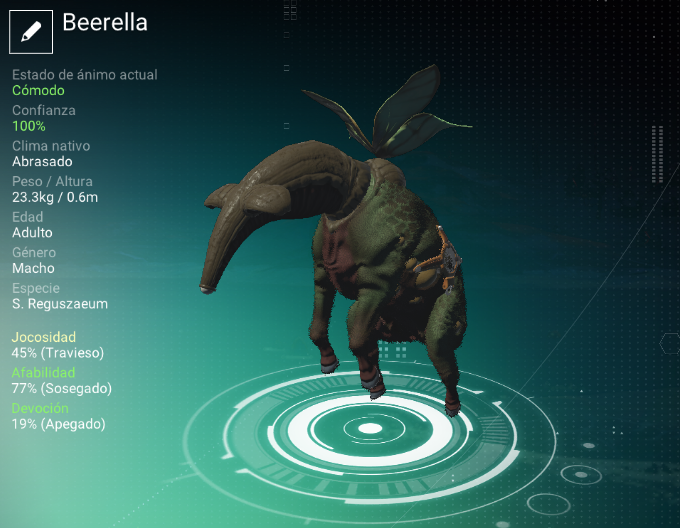 Beerella
Estado de ánimo actual
Cómodo
Confianza
100%
Clima nativo
Abrasado
Peso / Altura
23.3kg / 0.6m
Edad
Adulto
Género
Macho
Especie
S. Reguszaeum
Jocosidad
45% (Travieso)
Afabilidad
77% (Sosegado)
Devoción
19% (Apegado)